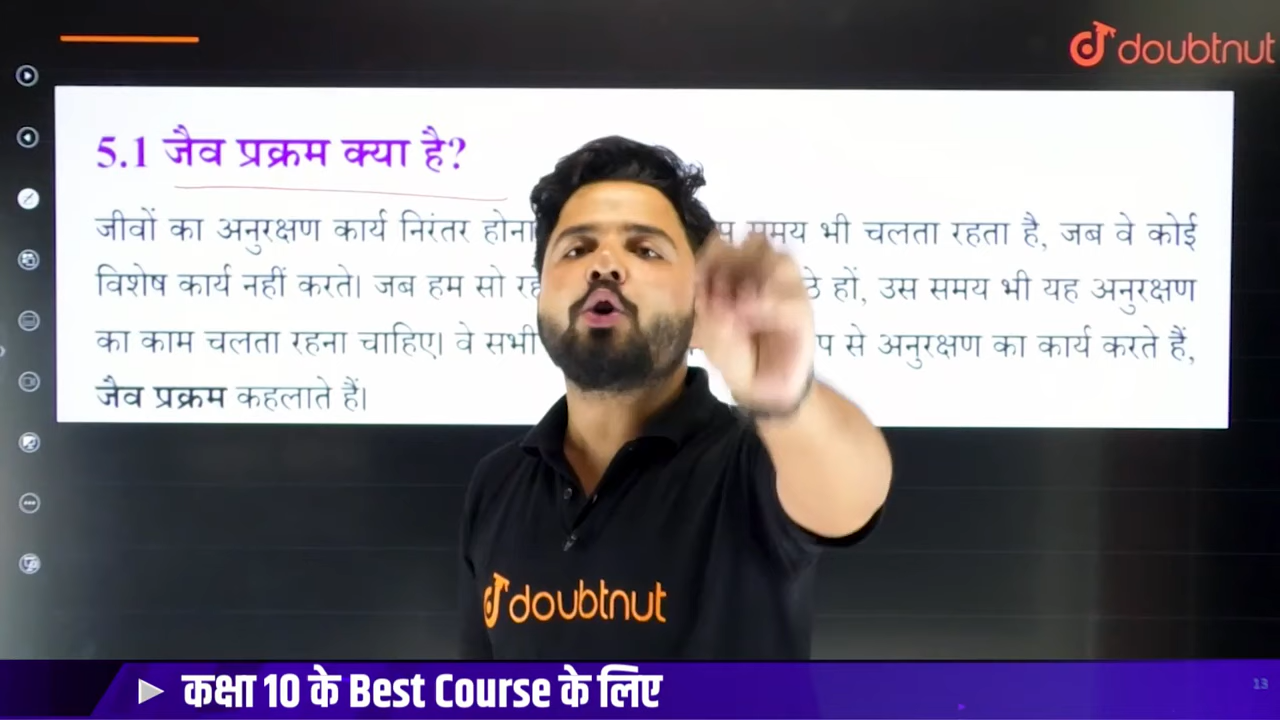 doubtnut
5.1 जैव प्रक्रम क्या है?
जीवों का अनुरक्षण कार्य निरंतर होना समय भी चलता रहता है, जब वे कोई
विशेष कार्य नहीं करते। जब हम सो रहे हों, उस समय भी यह अनुरक्षण
का काम चलता रहना चाहिए। वे सभी से अनुरक्षण का कार्य करते हैं,
जैव प्रक्रम कहलाते हैं।
doubtnut
कक्षा 10 के Best Course के लिए
13